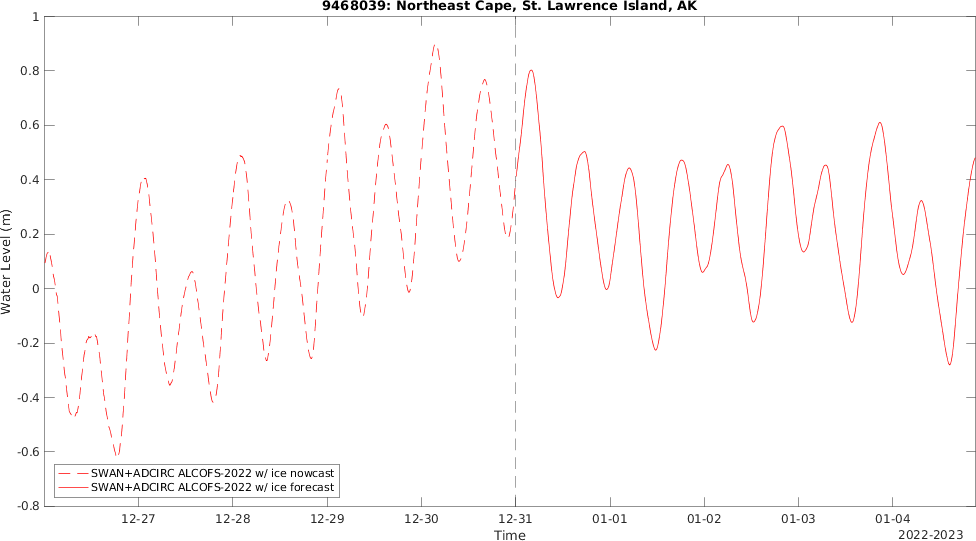 9468039: Northeast Cape, St. Lawrence Island, AK
1
0.8
0.6
0.4
0.2
0
-0.2
-0.4
-0.6
-0.8
Water Level (m)
SWAN+ADCIRC ALCOFS-2022 w/ ice nowcast
SWAN+ADCIRC ALCOFS-2022 w/ ice forecast
12-27 12-28 12-29 12-30 12-31 01-01 01-02 01-03 01-04
Time
2022-2023